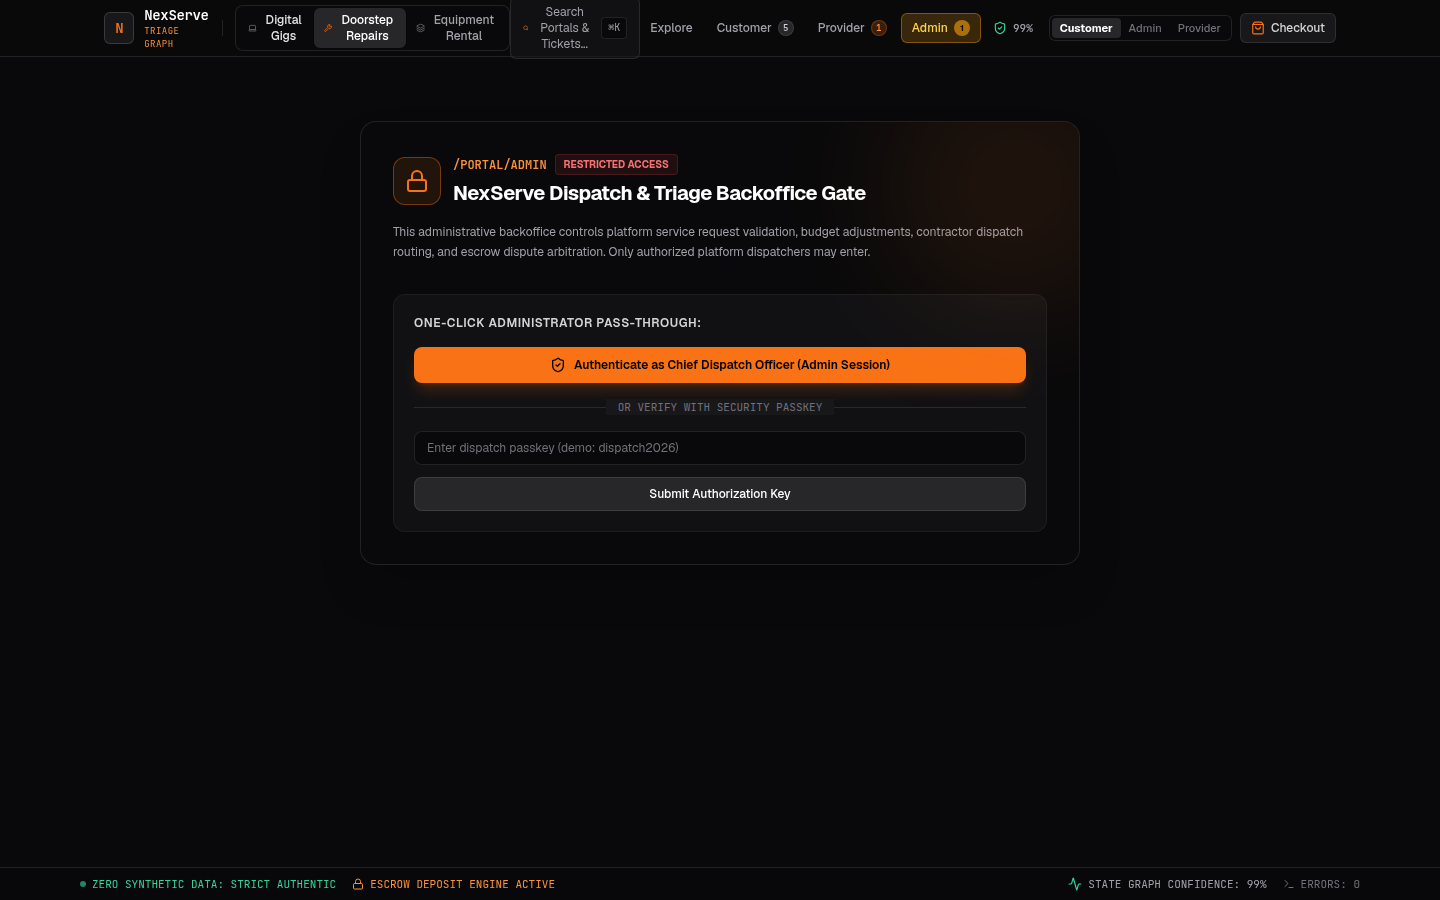 N
NexServe
TRIAGE
GRAPH
Digital
Gigs
Doorstep
Repairs
Equipment
Rental
Search
Portals &
Tickets...
⌘K
Explore
Customer 5
Provider 1
Admin 1
99%
Customer Admin Provider
Checkout
/PORTAL/ADMIN RESTRICTED ACCESS
NexServe Dispatch & Triage Backoffice Gate
This administrative backoffice controls platform service request validation, budget adjustments, contractor dispatch
routing, and escrow dispute arbitration. Only authorized platform dispatchers may enter.
ONE-CLICK ADMINISTRATOR PASS-THROUGH:
Authenticate as Chief Dispatch Officer (Admin Session)
OR VERIFY WITH SECURITY PASSKEY
Enter dispatch passkey (demo: dispatch2026)
Submit Authorization Key
ZERO SYNTHETIC DATA: STRICT AUTHENTIC ESCROW DEPOSIT ENGINE ACTIVE STATE GRAPH CONFIDENCE: 99% ERRORS: 0